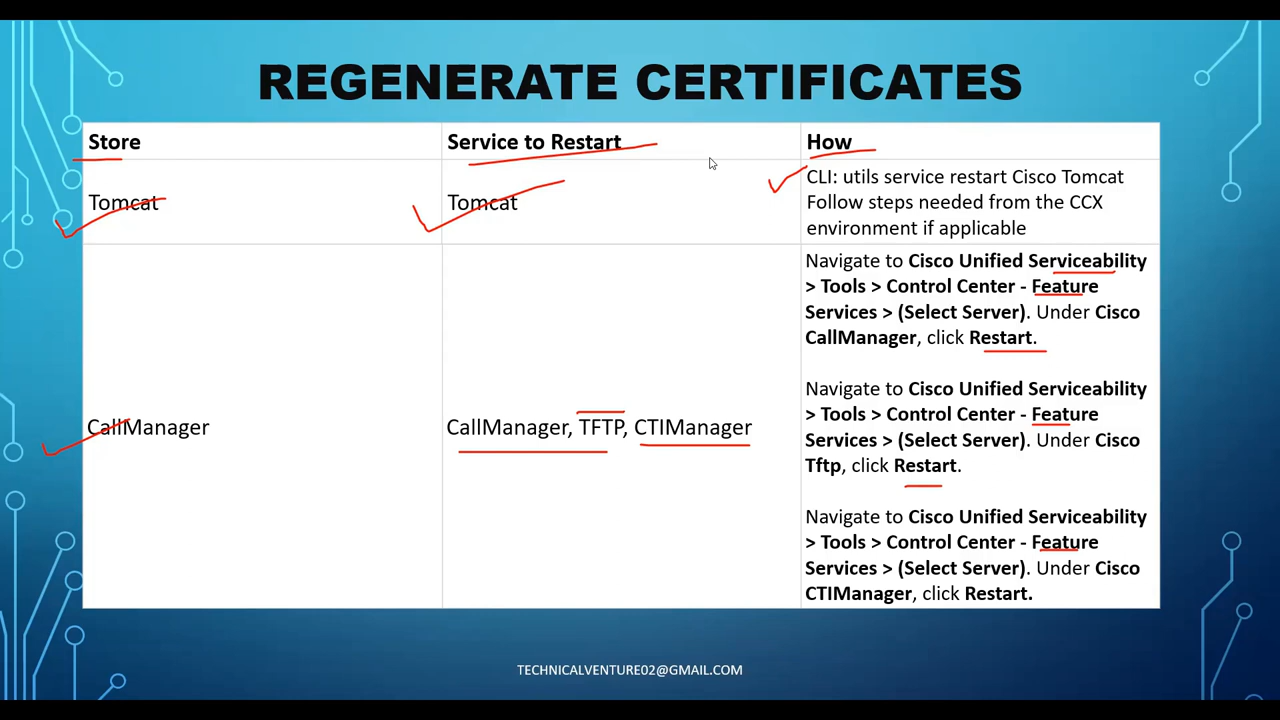 REGENERATE CERTIFICATES
Store
Service to Restart
How
Tomcat
Tomcat
CLI: utils service restart Cisco Tomcat
Follow steps needed from the CCX
environment if applicable
CallManager
CallManager, TFTP, CTIManager
Navigate to Cisco Unified Serviceability
> Tools > Control Center - Feature
Services > (Select Server). Under Cisco
CallManager, click Restart.
Navigate to Cisco Unified Serviceability
> Tools > Control Center - Feature
Services > (Select Server). Under Cisco
Tftp, click Restart.
Navigate to Cisco Unified Serviceability
> Tools > Control Center - Feature
Services > (Select Server). Under Cisco
CTIManager, click Restart.
TECHNICALVENTURE02@GMAIL.COM